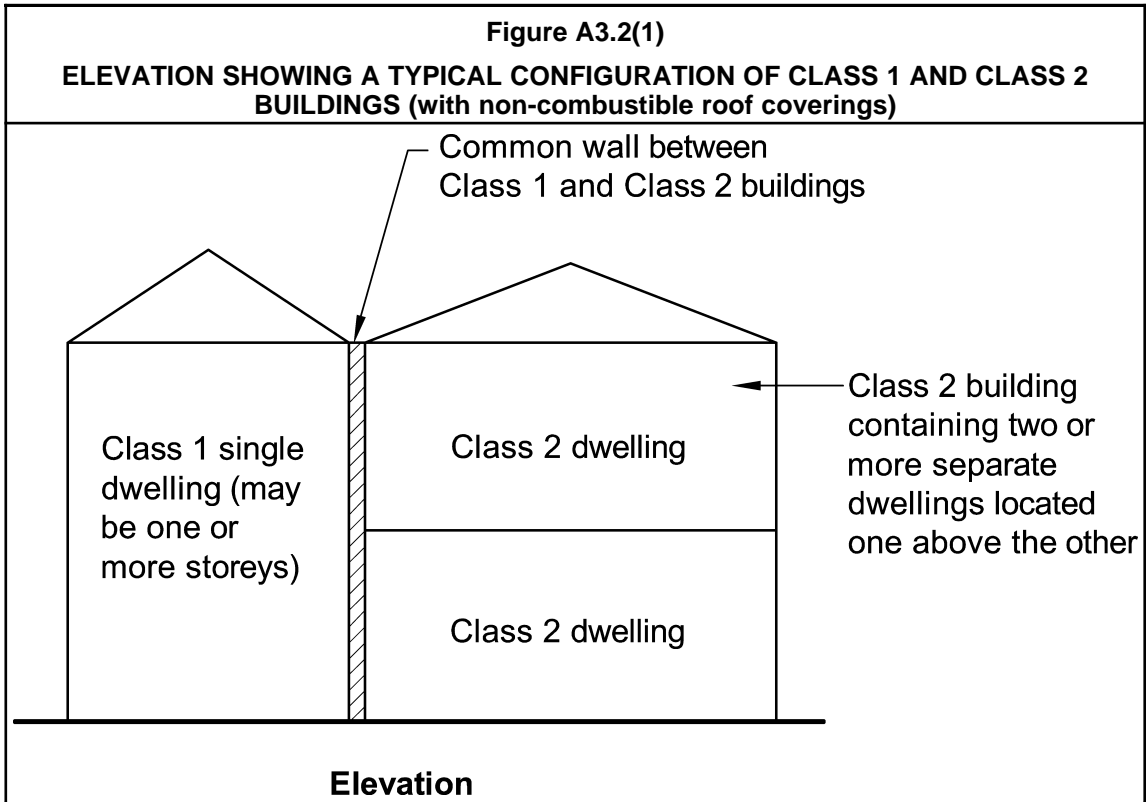 Figure A3.2(1)
ELEVATION SHOWING A TYPICAL CONFIGURATION OF CLASS 1 AND CLASS 2
BUILDINGS (with non-combustible roof coverings)
Common wall between
Class 1 and Class 2 buildings
Class 1 single
dwelling (may
be one or
more storeys)
Class 2 dwelling
Class 2 dwelling
Class 2 building
containing two or
more separate
dwellings located
one above the other
Elevation